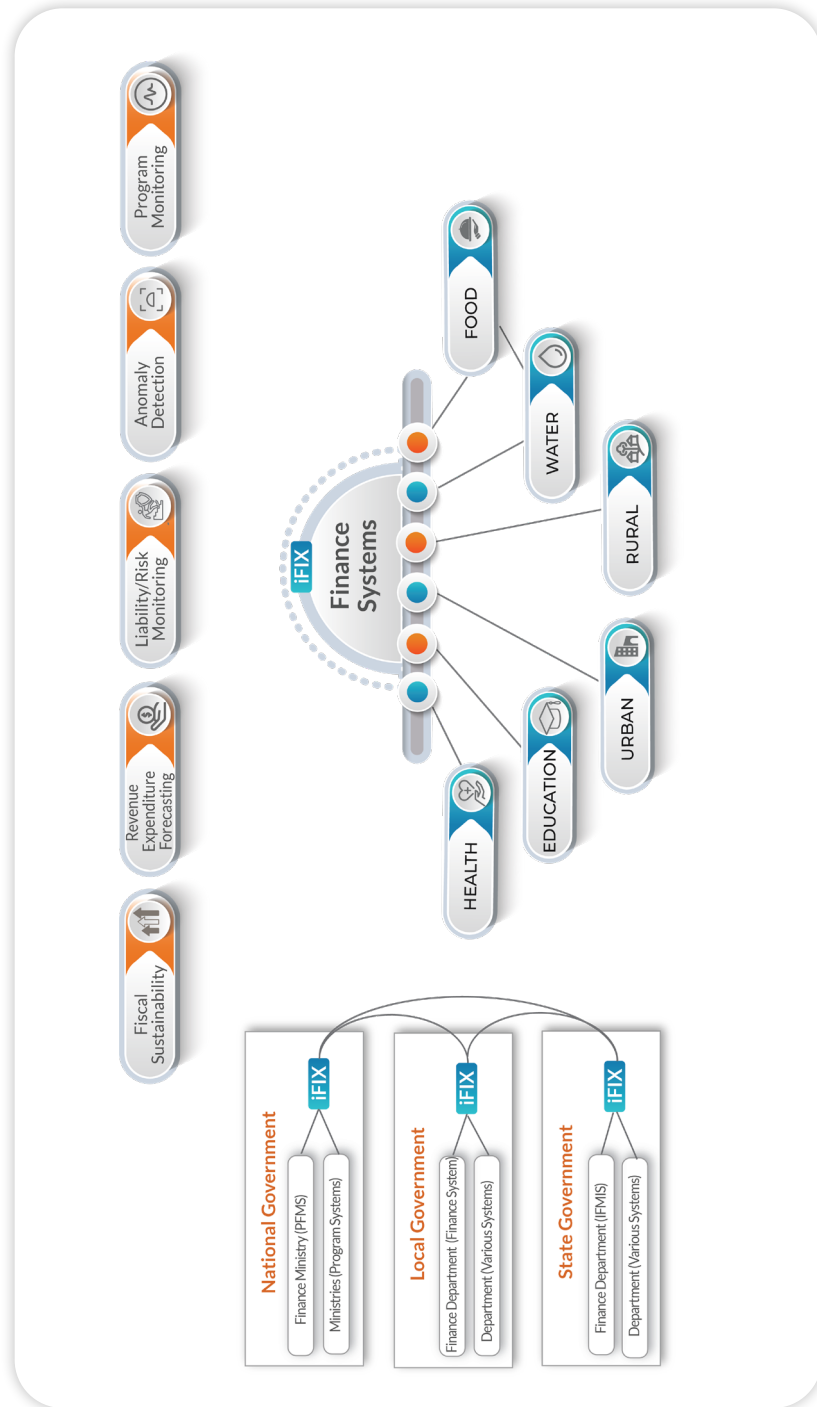 Fiscal
Sustainability
Revenue
Expenditure
Forecasting
Liability/Risk
Monitoring
Anomaly
Detection
Program
Monitoring
National Government
Finance Ministry (PFMS)
Ministries (Program Systems)
iFIX
Local Government
Finance Department (Finance System)
Department (Various Systems)
iFIX
State Government
Finance Department (IFMIS)
Department (Various Systems)
iFIX
iFIX
Finance
Systems
HEALTH
EDUCATION
URBAN
RURAL
WATER
FOOD